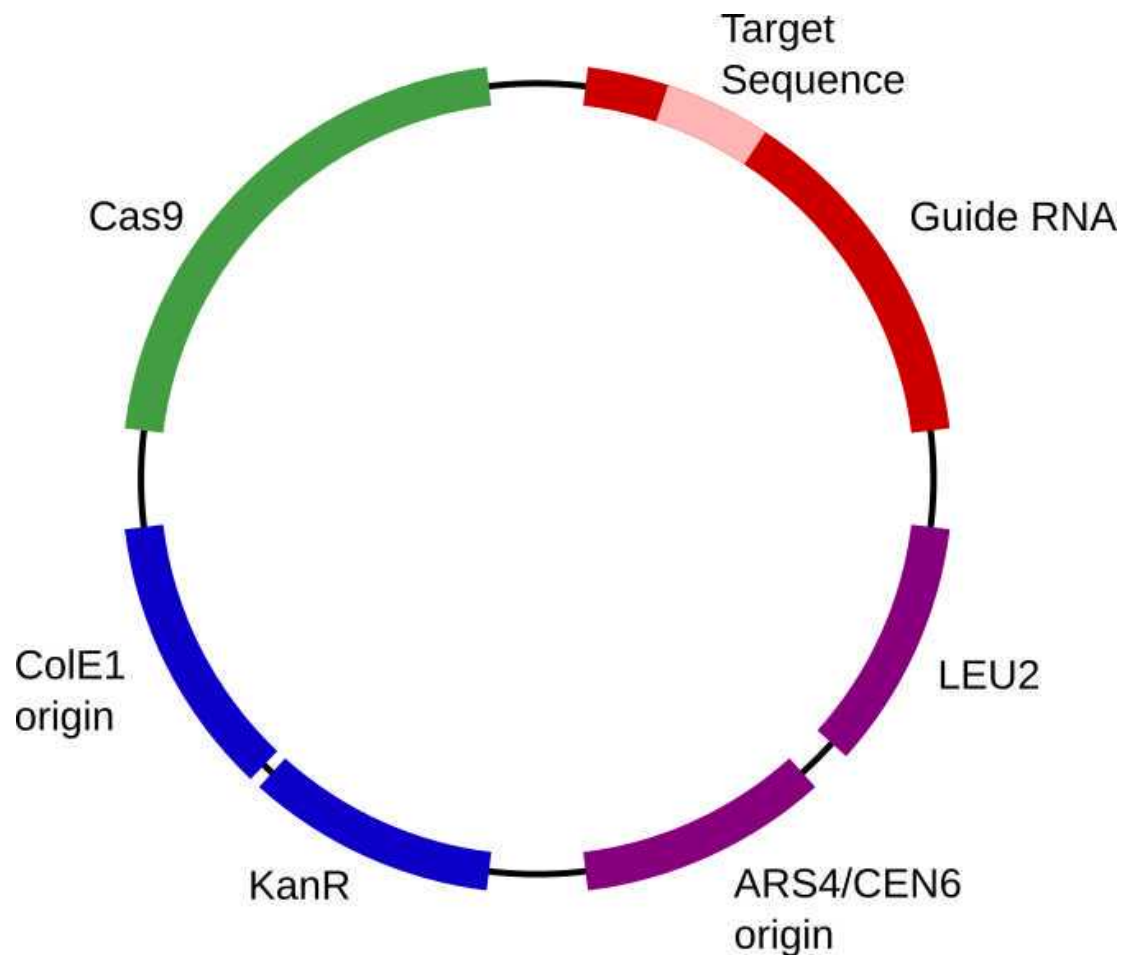 Target
Sequence
Cas9
Guide RNA
ColE1
origin
LEU2
KanR
ARS4/CEN6
origin